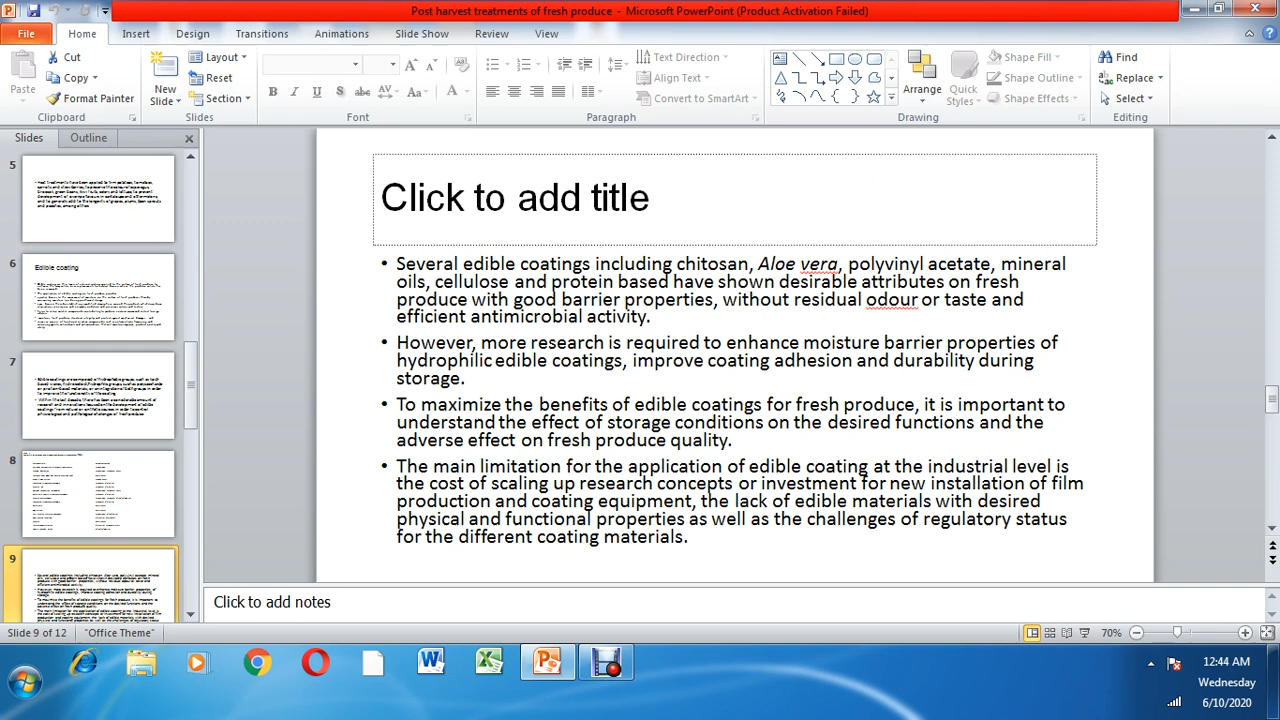 Post harvest treatments of fresh produce - Microsoft PowerPoint (Product Activation Failed)
File Home Insert Design Transitions Animations Slide Show Review View
Paste
Cut
Copy
Format Painter
Clipboard
New Slide
Layout
Reset
Section
Slides
Font
Paragraph
Text Direction
Align Text
Convert to SmartArt
Arrange
Quick Styles
Shape Fill
Shape Outline
Shape Effects
Drawing
Find
Replace
Select
Editing
Slides Outline
5
6
Edible coating
7
8
9
Click to add title
• Several edible coatings including chitosan, Aloe vera, polyvinyl acetate, mineral
oils, cellulose and protein based have shown desirable attributes on fresh
produce withgood barrier properties, without residual odour or taste and
efficient antimicrobial activity.
• However, more research is required to enhance moisture barrier properties of
hydrophilic edible coatings, improve coating adhesion and durability during
storage.
• To maximize the benefits of edible coatings for fresh produce, it is important to
understand the effect of storage conditions on the desired functions and the
adverse effect on fresh produce quality.
• The main limitation for the application of edible coating at the industrial level is
the cost of scaling up research concepts or investment for new installation of film
production and coating equipment, the lack of edible materials with desired
physical and functional properties as well as the challenges of regulatory status
for the different coating materials.
Click to add notes
Slide 9 of 12 "Office Theme" 70%
12:44 AM
Wednesday
6/10/2020